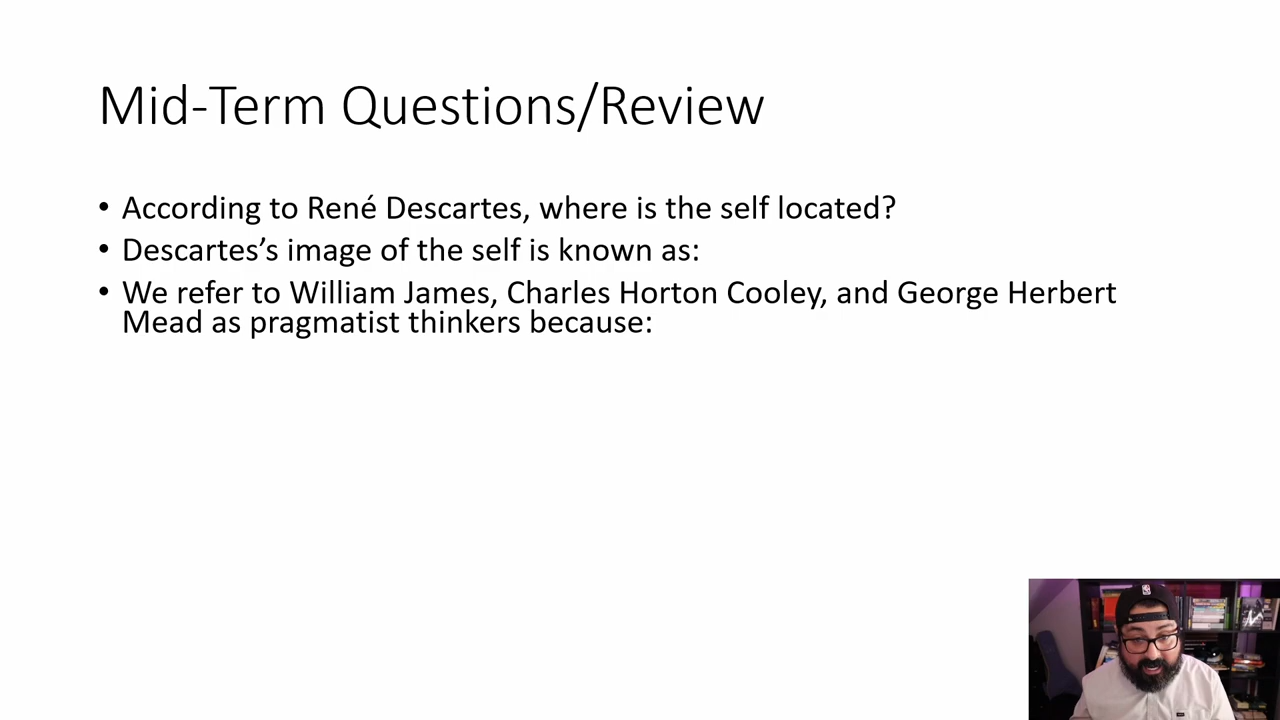 Mid-Term Questions/Review
• According to René Descartes, where is the self located?
• Descartes’s image of the self is known as:
• We refer to William James, Charles Horton Cooley, and George Herbert
Mead as pragmatist thinkers because: